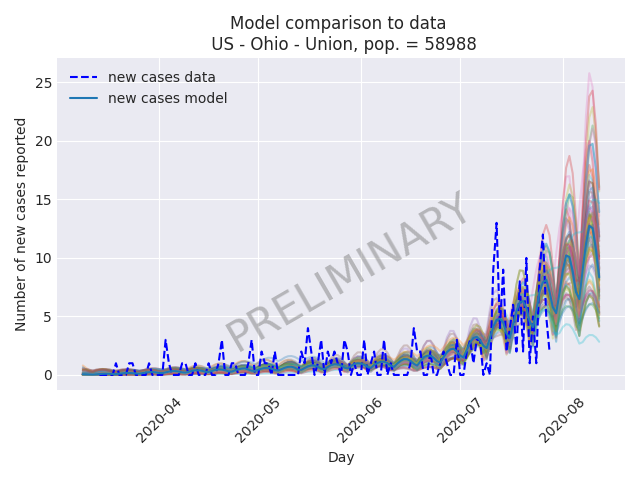 Model comparison to data
US - Ohio - Union, pop. = 58988
new cases data
new cases model
Number of new cases reported
25
20
15
10
5
0
PRELIMINARY
2020-04
2020-05
2020-06
2020-07
2020-08
Day